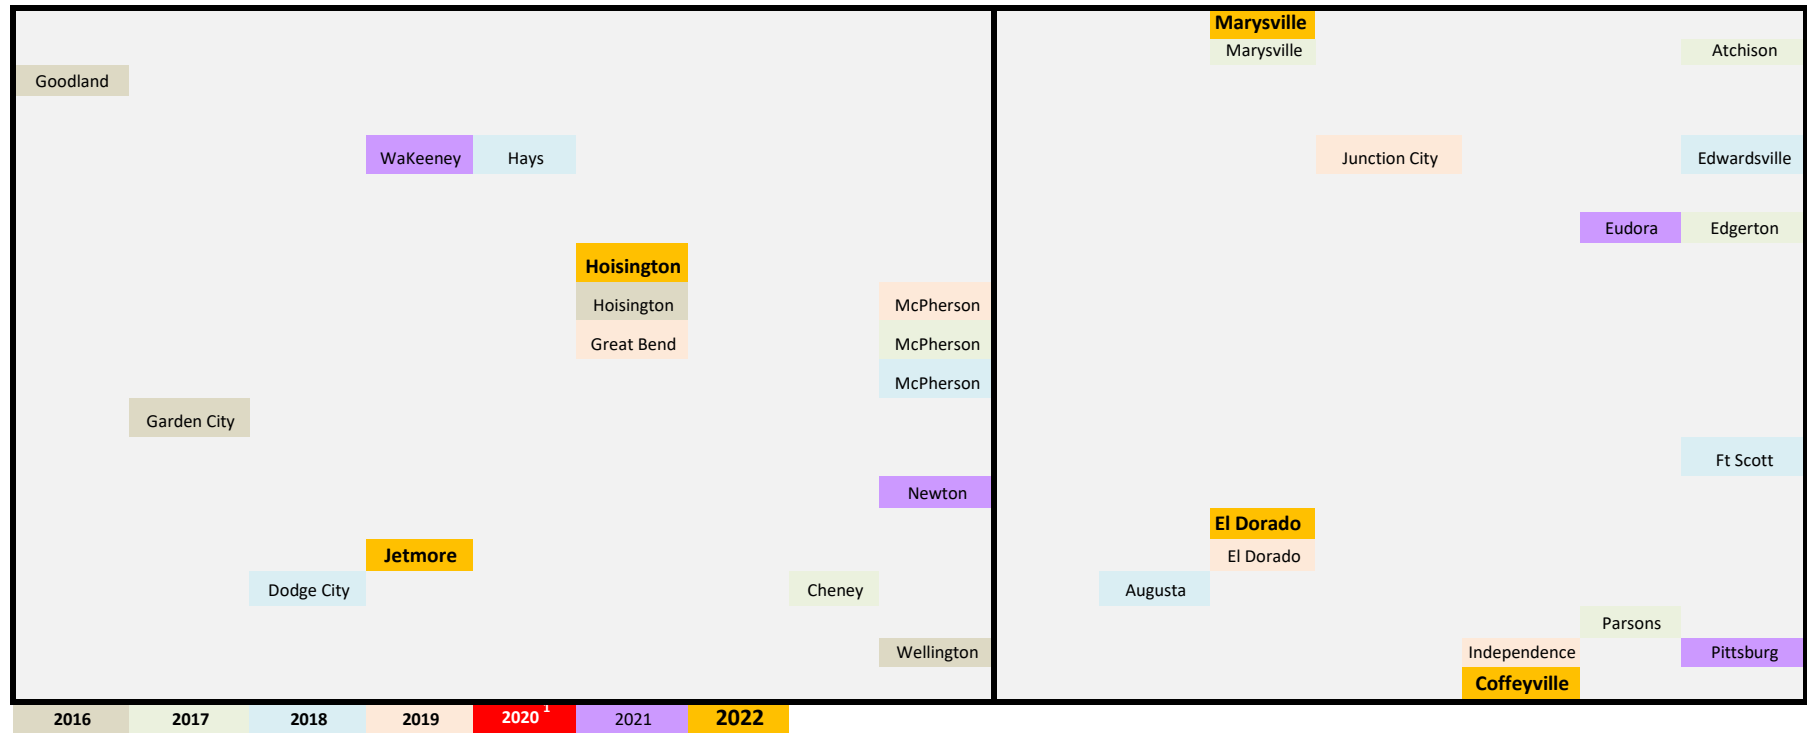 Marysville
Marysville
Atchison
Goodland
WaKeeney
Hays
Junction City
Edwardsville
Eudora
Edgerton
Hoisington
Hoisington
McPherson
Great Bend
McPherson
McPherson
Garden City
Ft Scott
Newton
El Dorado
Jetmore
El Dorado
Dodge City
Cheney
Augusta
Parsons
Wellington
Independence
Pittsburg
Coffeyville
2016 2017 2018 2019 2020 1 2021 2022